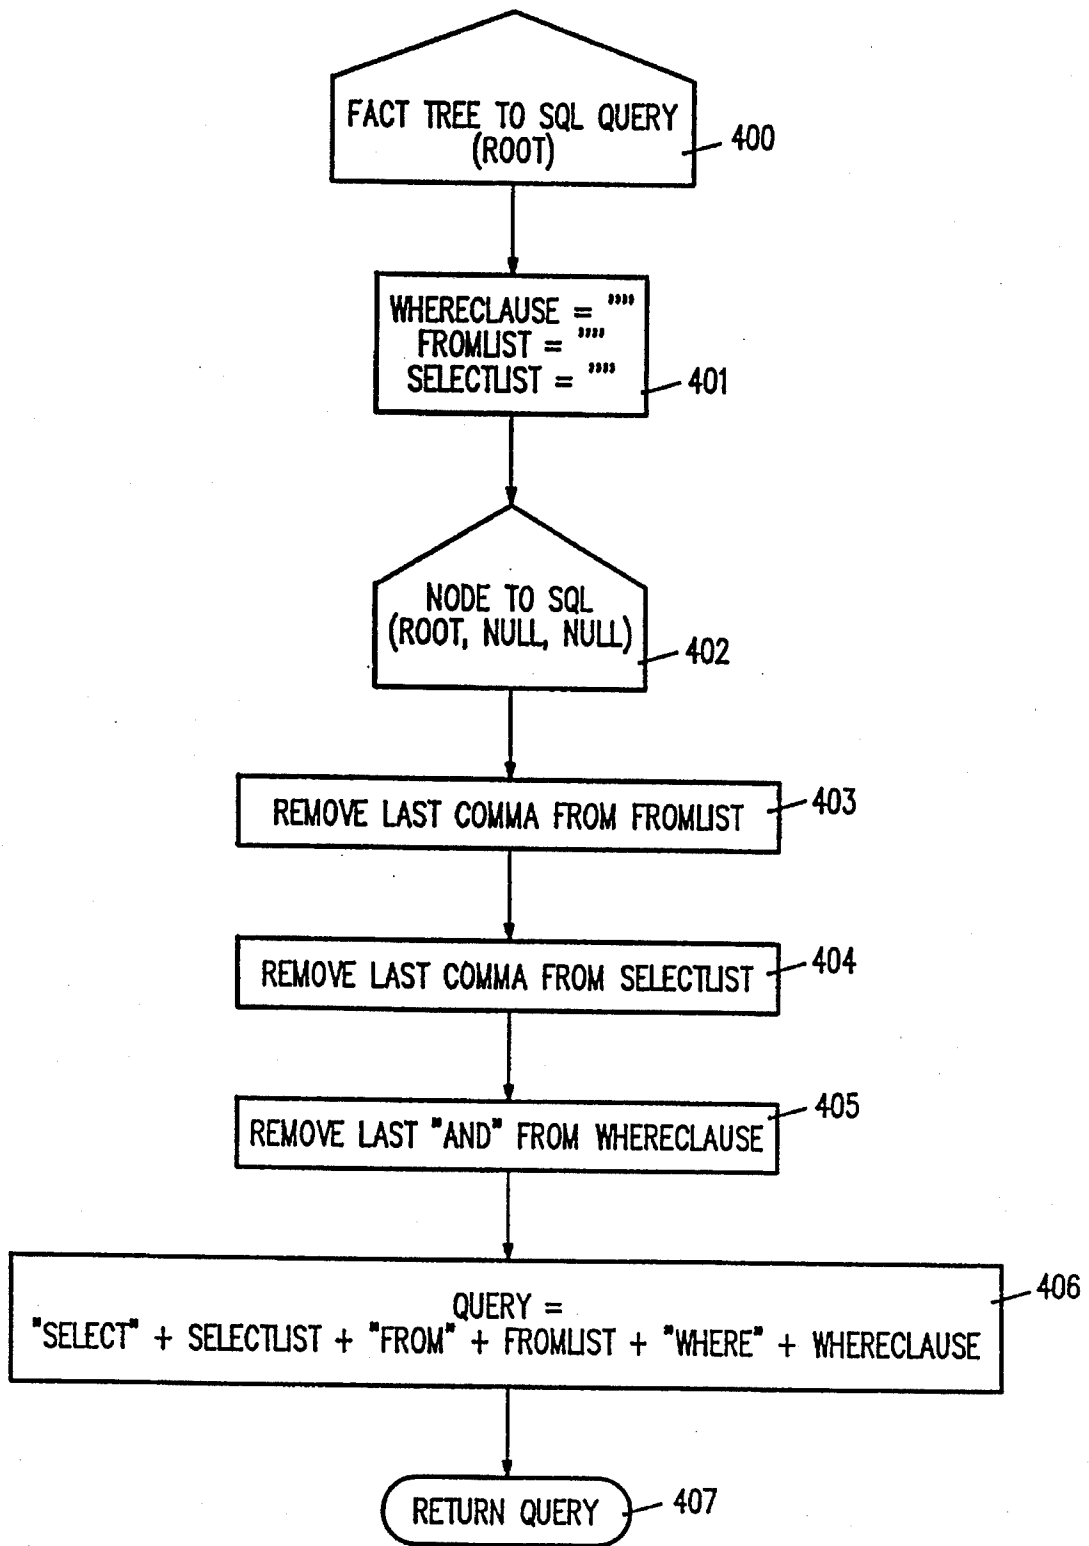 FACT TREE TO SQL QUERY
(ROOT)
400
WHERECLAUSE = ””
FROMLIST = ””
SELECTLIST = ””
401
NODE TO SQL
(ROOT, NULL, NULL)
402
REMOVE LAST COMMA FROM FROMLIST
403
REMOVE LAST COMMA FROM SELECTLIST
404
REMOVE LAST "AND" FROM WHERECLAUSE
405
QUERY =
"SELECT" + SELECTLIST + "FROM" + FROMLIST + "WHERE" + WHERECLAUSE
406
RETURN QUERY
407